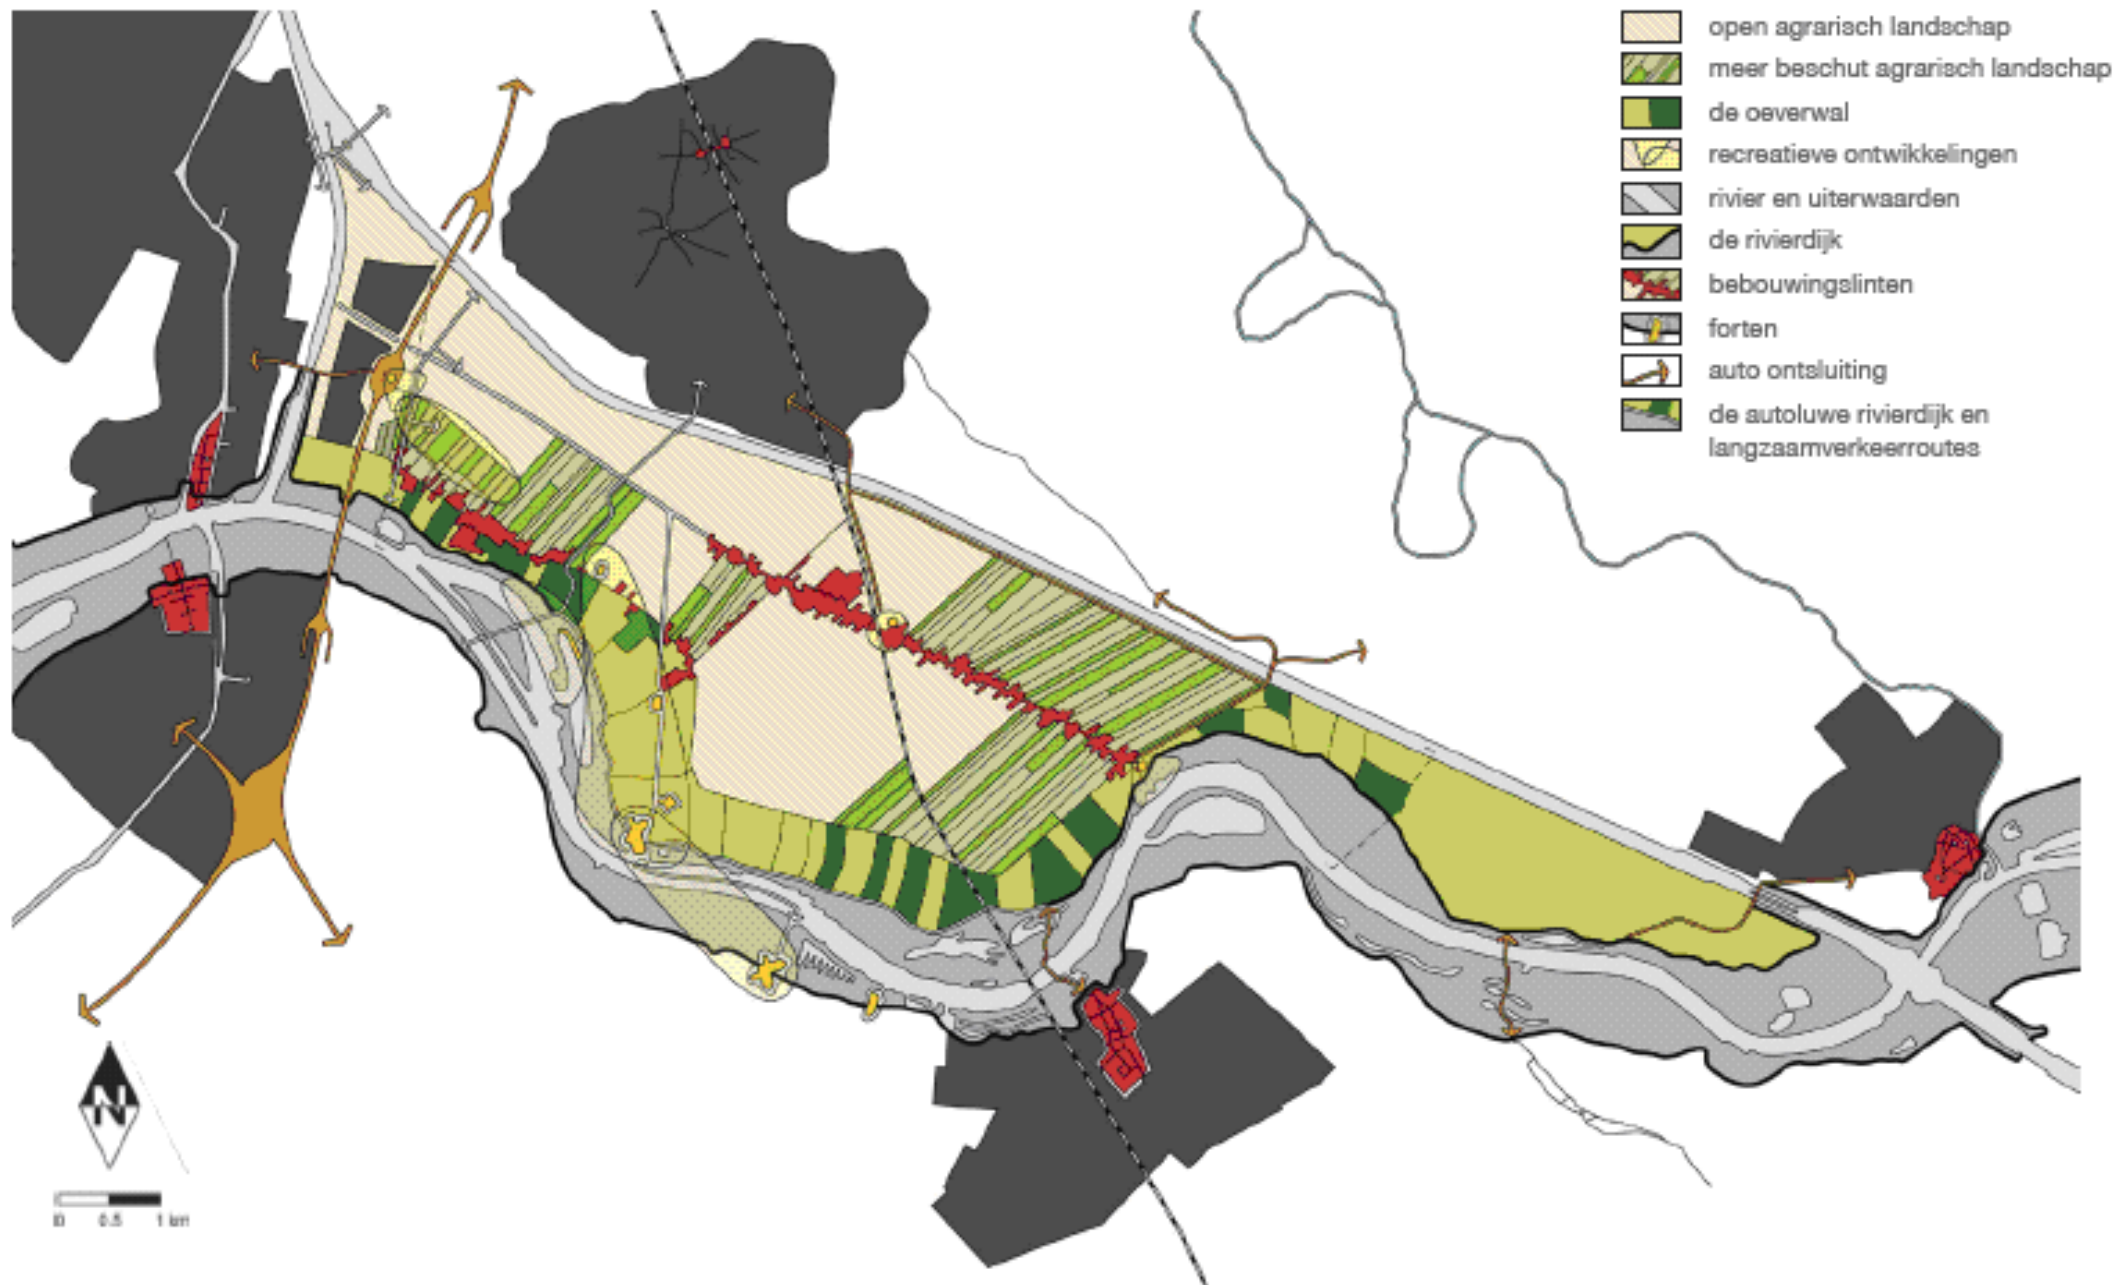 open agrarisch landschap
meer beschut agrarisch landschap
de oeverwal
recreatieve ontwikkelingen
rivier en uiterwaarden
de rivierdijk
bebouwingslinten
forten
auto ontsluiting
de autoluwe rivierdijk en
langzaamverkeerroutes
N
0 0.5 1 km